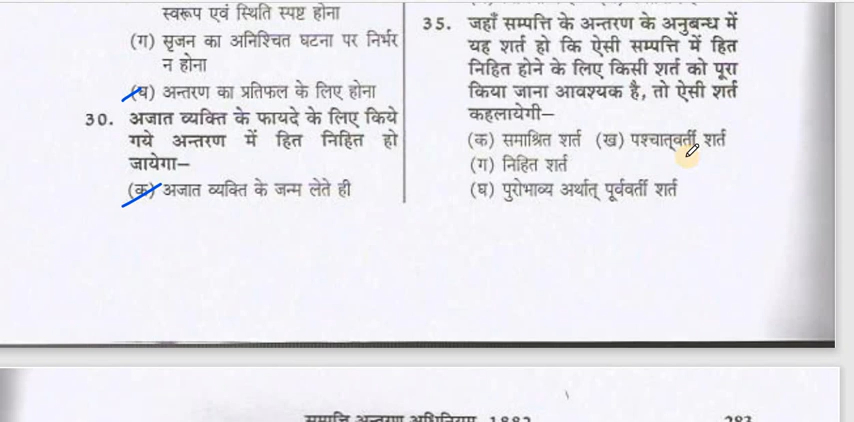 स्वरूप एवं स्थिति स्पष्ट होना
(ग) सृजन का अनिश्चित घटना पर निर्भर
न होना
(घ) अन्तरण का प्रतिफल के लिए होना
30. अजात व्यक्ति के फायदे के लिए किये
गये अन्तरण में हित निहित हो
जायेगा—
(क) अजात व्यक्ति के जन्म लेते ही
35. जहाँ सम्पत्ति के अन्तरण के अनुबन्ध में
यह शर्त हो कि ऐसी सम्पत्ति में हित
निहित होने के लिए किसी शर्त को पूरा
किया जाना आवश्यक है, तो ऐसी शर्त
कहलायेगी—
(क) समाश्रित शर्त (ख) पश्चात्वर्ती शर्त
(ग) निहित शर्त
(घ) पुरोभाव्य अर्थात् पूर्ववर्ती शर्त
सम्पत्ति अन्तरण अधिनियम, 1882 283